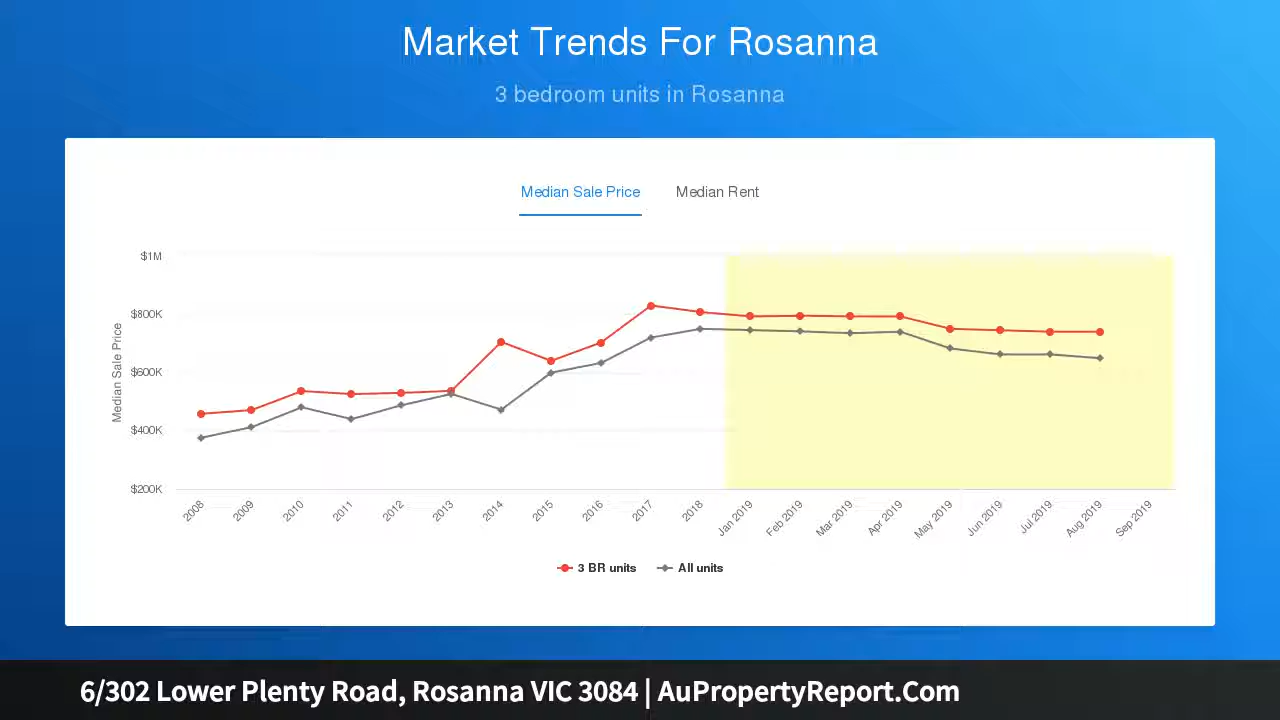 Market Trends For Rosanna
3 bedroom units in Rosanna
Median Sale Price Median Rent
Median Sale Price
$1M
$800K
$600K
$400K
$200K
2008 2009 2010 2011 2012 2013 2014 2015 2016 2017 2018 Jan 2019 Feb 2019 Mar 2019 Apr 2019 May 2019 Jun 2019 Jul 2019 Aug 2019 Sep 2019
3 BR units All units
6/302 Lower Plenty Road, Rosanna VIC 3084 | AuPropertyReport.Com